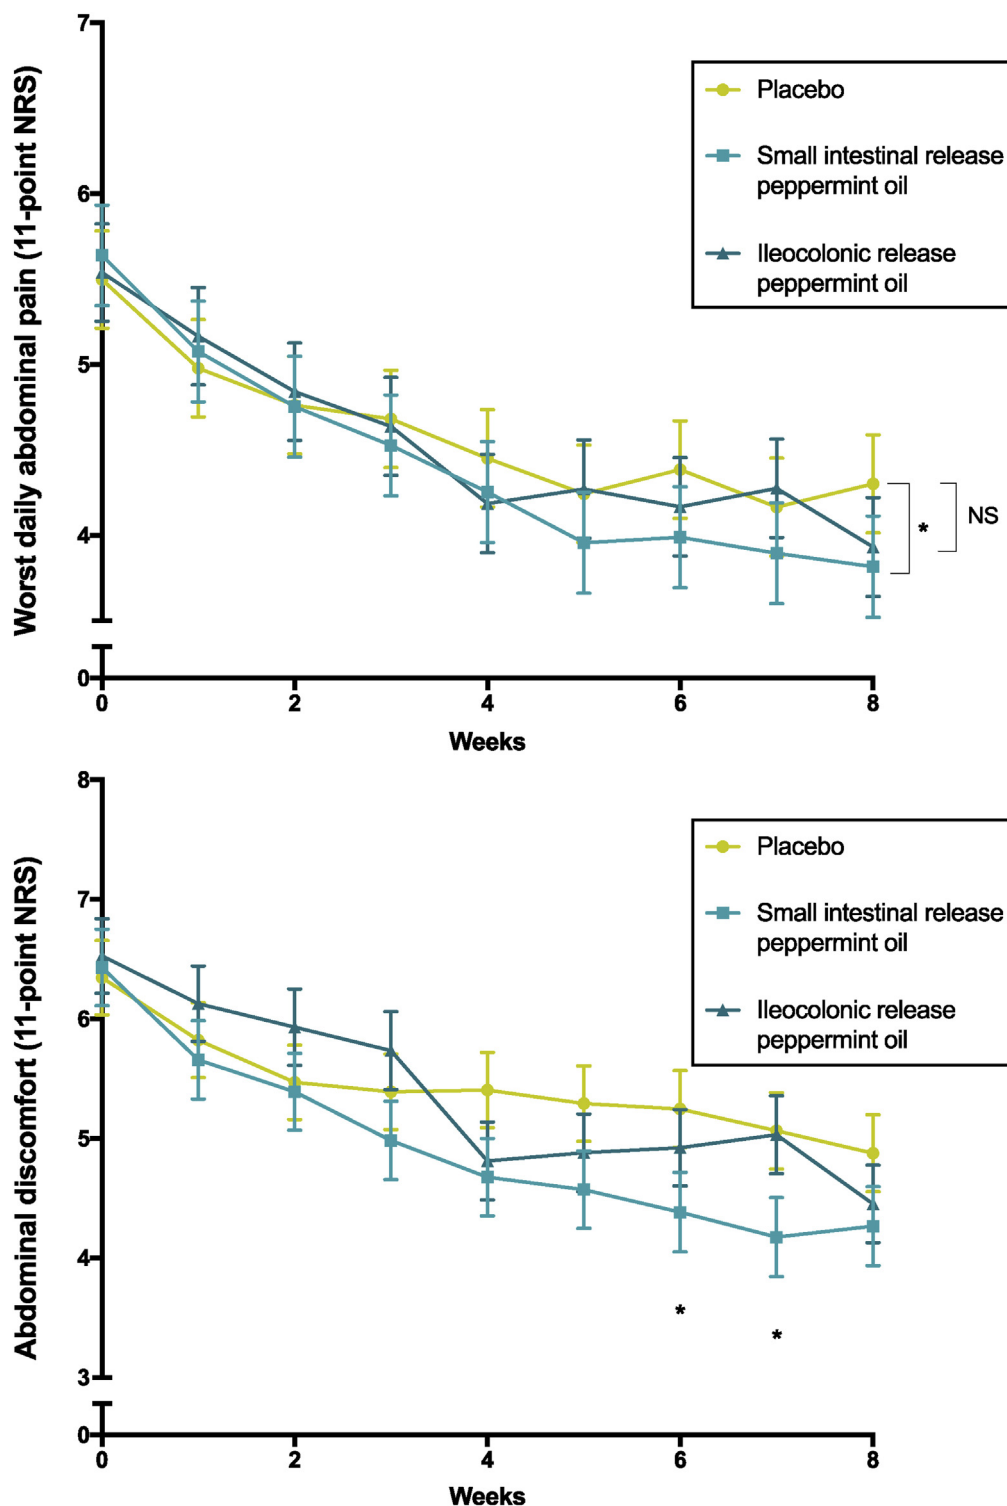 Worst daily abdominal pain (11-point NRS)
7
6
5
4
0
Placebo
Small intestinal release
peppermint oil
Ileocolonic release
peppermint oil
*
NS
0
2
4
6
8
Weeks
Abdominal discomfort (11-point NRS)
8
7
6
5
4
3
0
Placebo
Small intestinal release
peppermint oil
Ileocolonic release
peppermint oil
*
*
0
2
4
6
8
Weeks